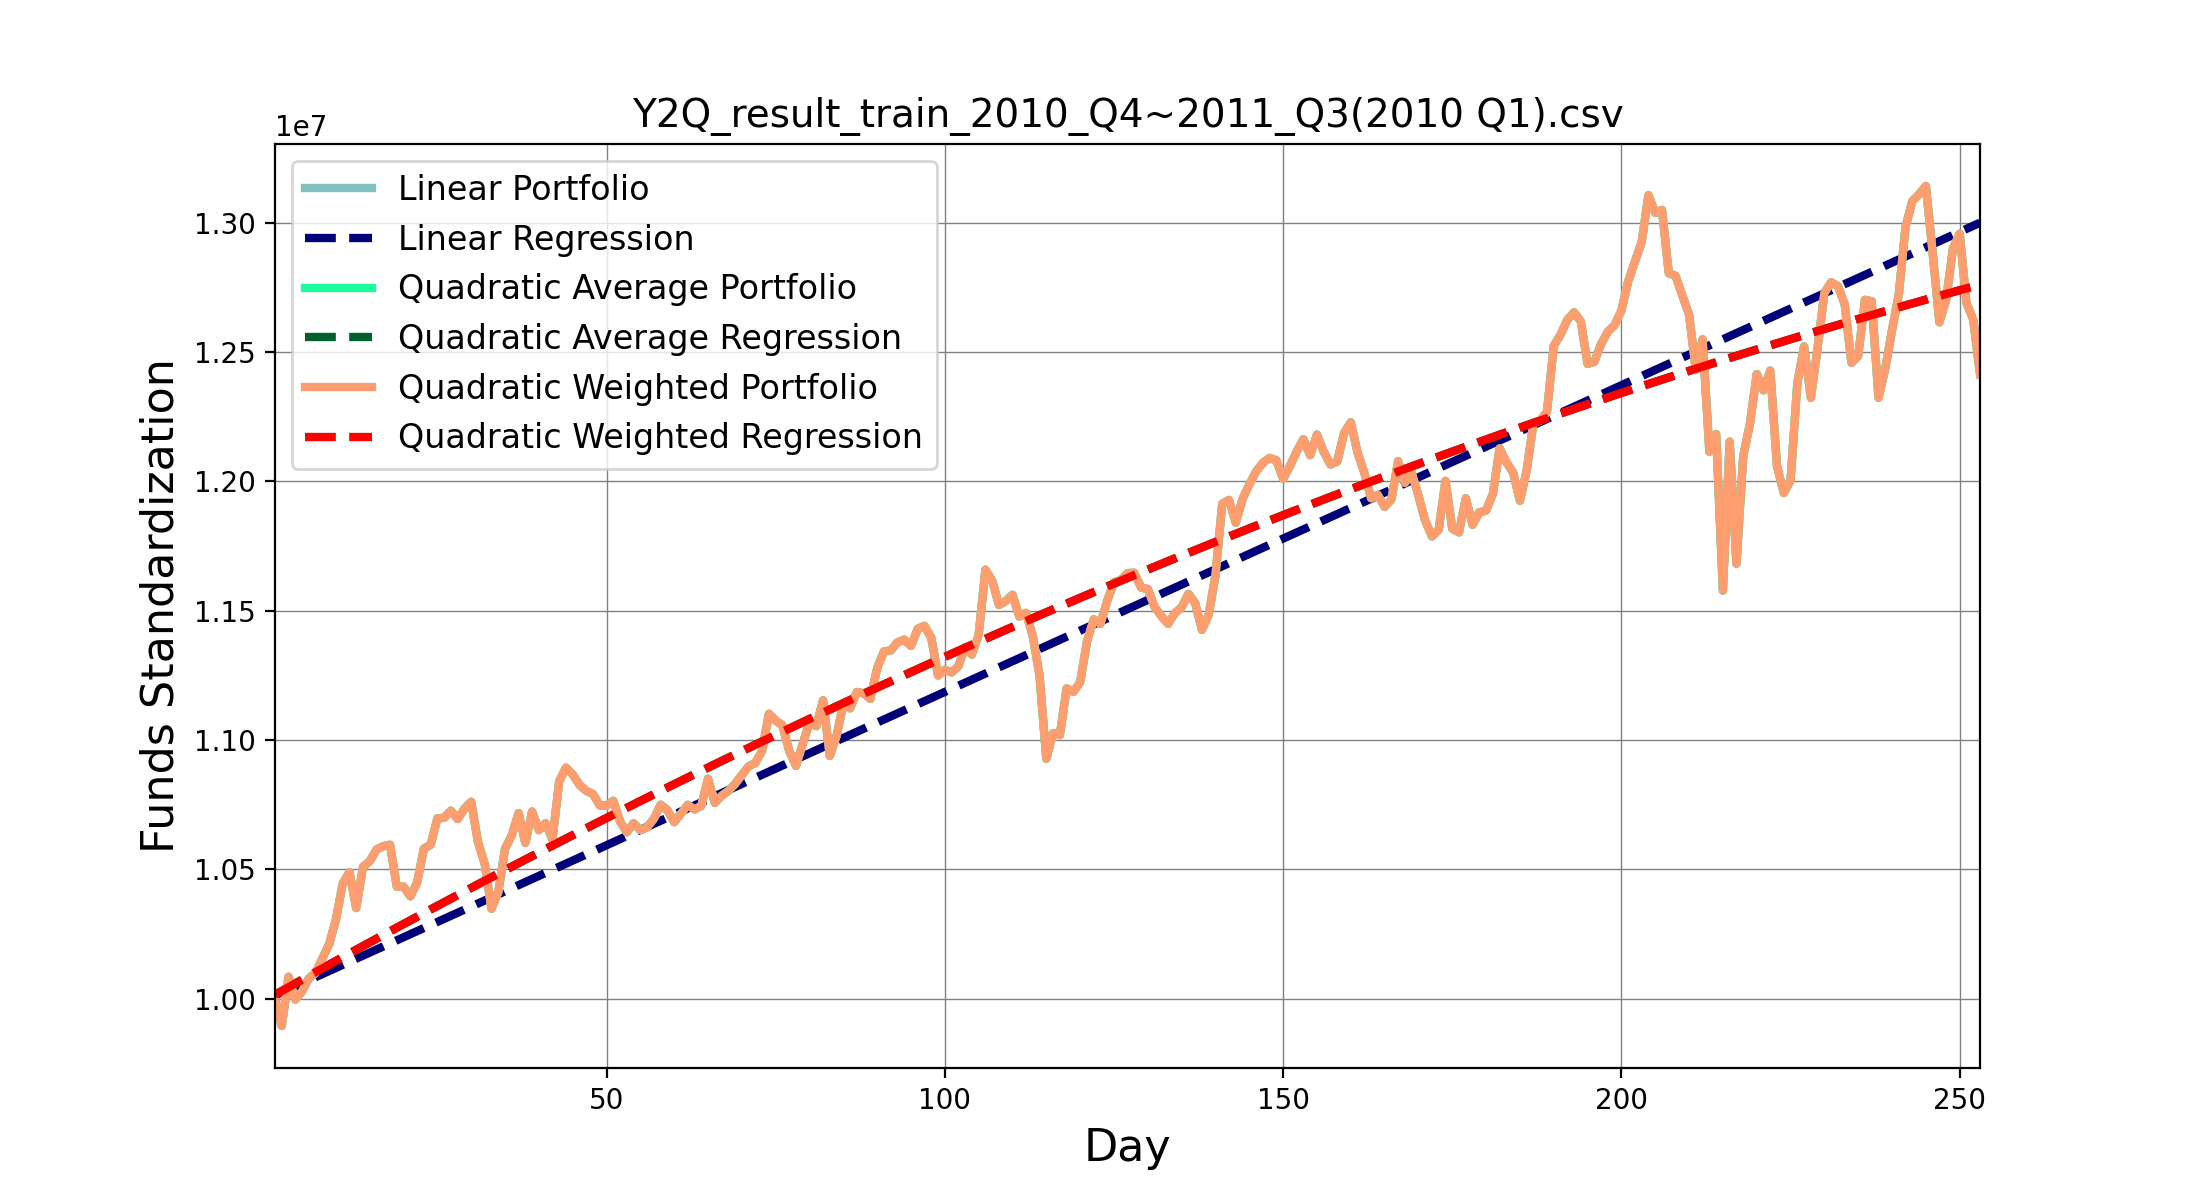 Y2Q_result_train_2010_Q4~2011_Q3(2010 Q1).csv
1e7
Linear Portfolio
Linear Regression
Quadratic Average Portfolio
Quadratic Average Regression
Quadratic Weighted Portfolio
Quadratic Weighted Regression
1.30
1.25
1.20
1.15
1.10
1.05
1.00
Funds Standardization
50 100 150 200 250
Day